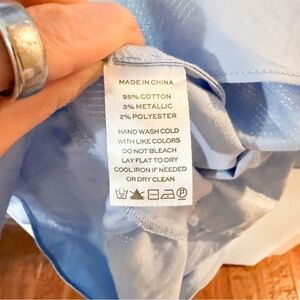 MADE IN CHINA
95% COTTON
3% METALLIC
2% POLYESTER
HAND WASH COLD
WITH LIKE COLORS
DO NOT BLEACH
LAY FLAT TO DRY
COOL IRON IF NEEDED
OR DRY CLEAN